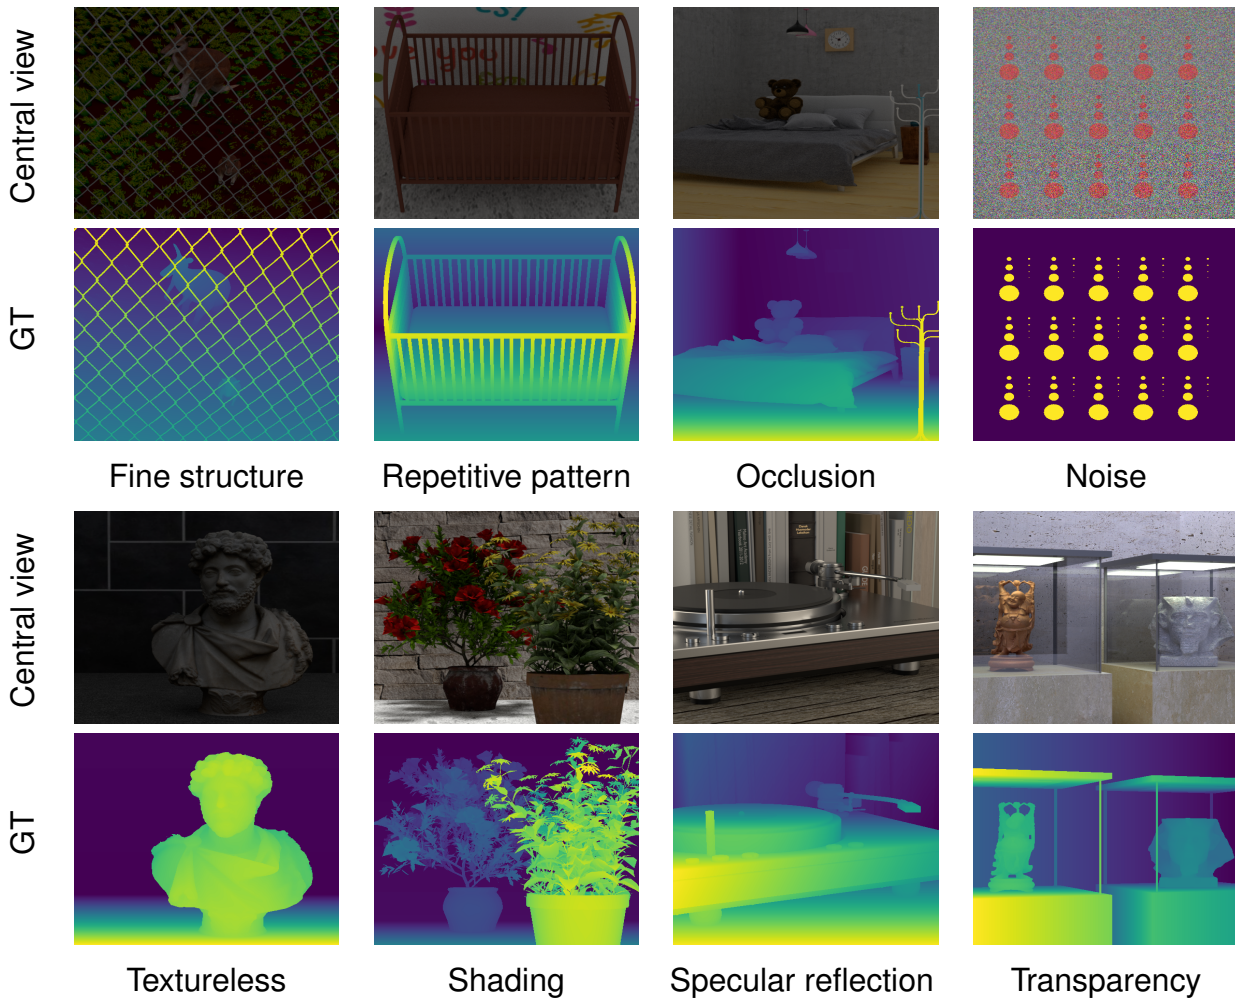 Central view
GT
Fine structure
Repetitive pattern
Occlusion
Noise
Central view
GT
Textureless
Shading
Specular reflection
Transparency